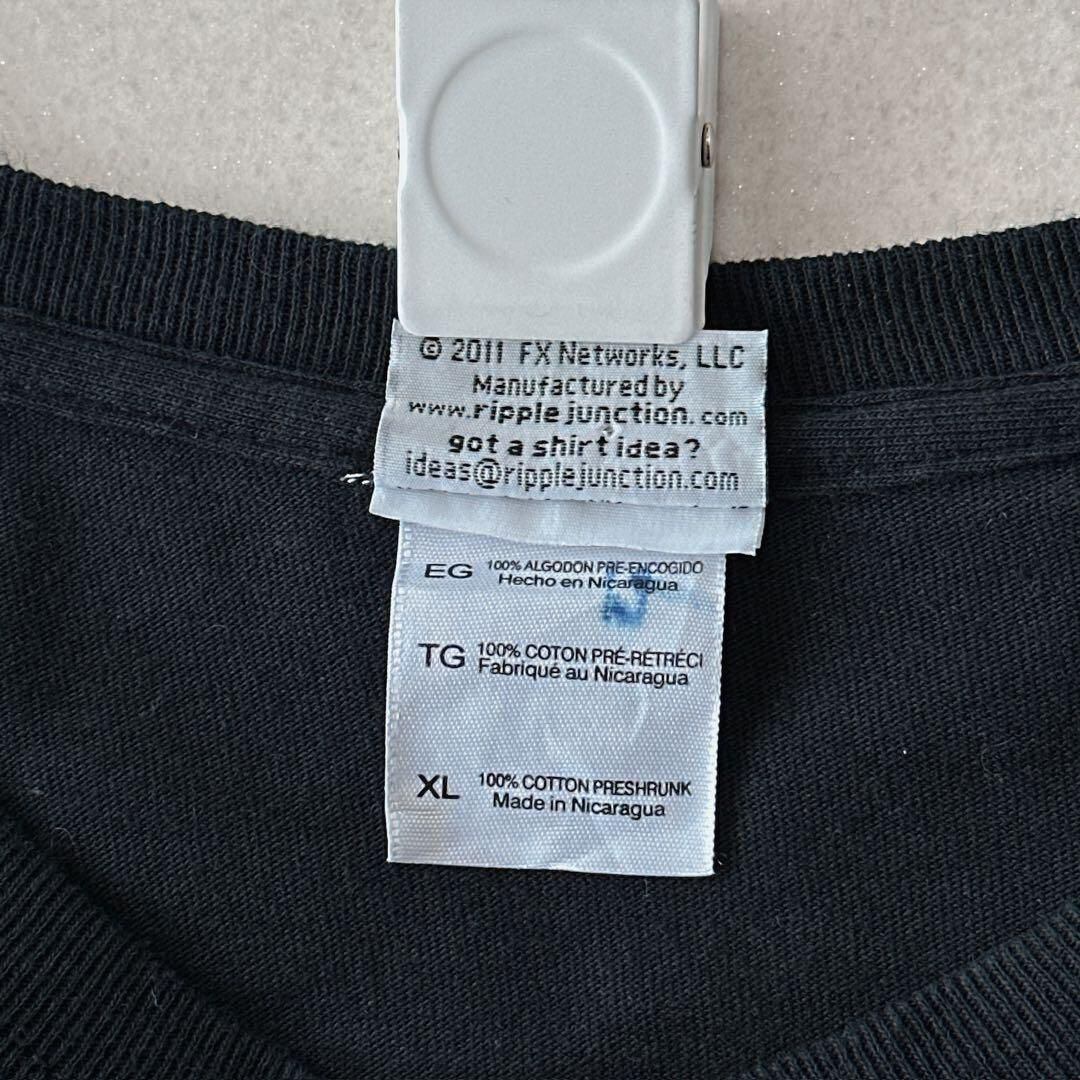 © 2011 FX Networks, LLC
Manufactured by
www.ripplejunction.com
got a shirt idea?
ideas@ripplejunction.com
EG 100% ALGODON PRE-ENCOGIDO
Hecho en Nicaragua
TG 100% COTON PRÉ-RÉTRÉCI
Fabriqué au Nicaragua
XL 100% COTTON PRESHRUNK
Made in Nicaragua